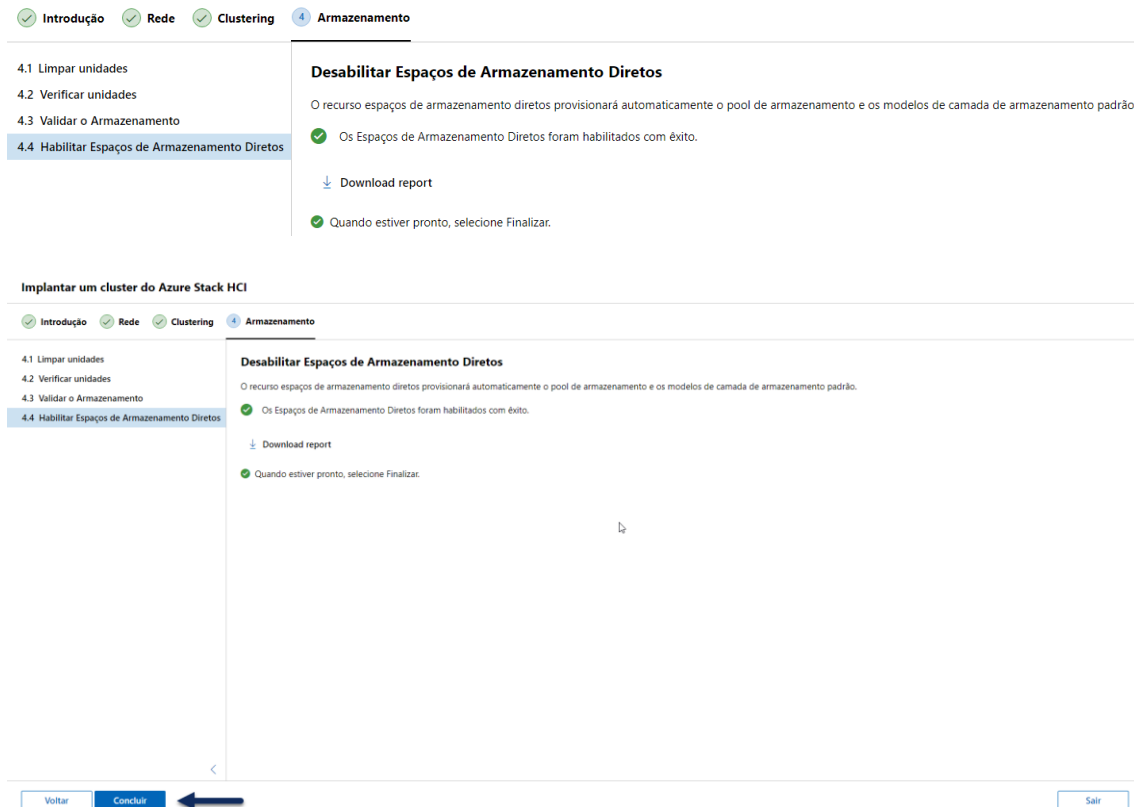 Introdução Rede Clustering 4 Armazenamento
4.1 Limpar unidades
4.2 Verificar unidades
4.3 Validar o Armazenamento
4.4 Habilitar Espaços de Armazenamento Diretos
Desabilitar Espaços de Armazenamento Diretos
O recurso espaços de armazenamento diretos provisionará automaticamente o pool de armazenamento e os modelos de camada de armazenamento padrão
Os Espaços de Armazenamento Diretos foram habilitados com êxito.
Download report
Quando estiver pronto, selecione Finalizar.
Implantar um cluster do Azure Stack HCI
Introdução Rede Clustering 4 Armazenamento
4.1 Limpar unidades
4.2 Verificar unidades
4.3 Validar o Armazenamento
4.4 Habilitar Espaços de Armazenamento Diretos
Desabilitar Espaços de Armazenamento Diretos
O recurso espaços de armazenamento diretos provisionará automaticamente o pool de armazenamento e os modelos de camada de armazenamento padrão.
Os Espaços de Armazenamento Diretos foram habilitados com êxito.
Download report
Quando estiver pronto, selecione Finalizar.
Voltar Concluir Sair